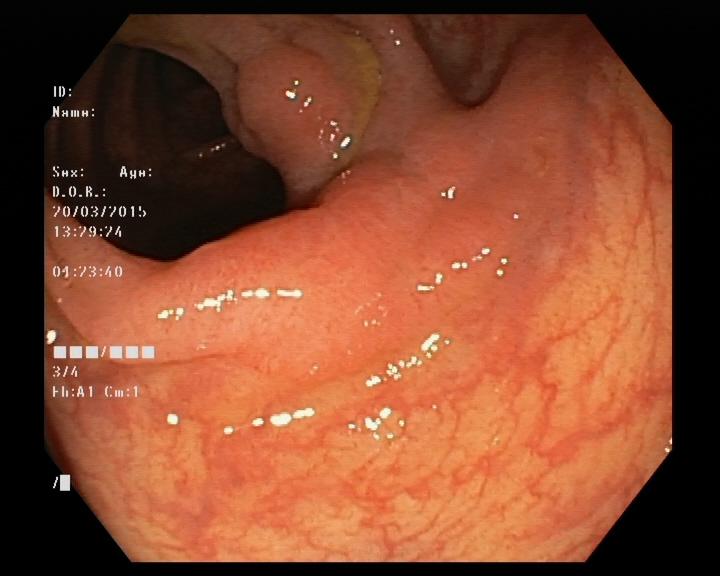 ID:
Name:
Sex: Age:
D.O.B.:
20/03/2015
13:29:24
04:23:40
■■■/■■■
3/4
Eh:A1 Cm:1
/